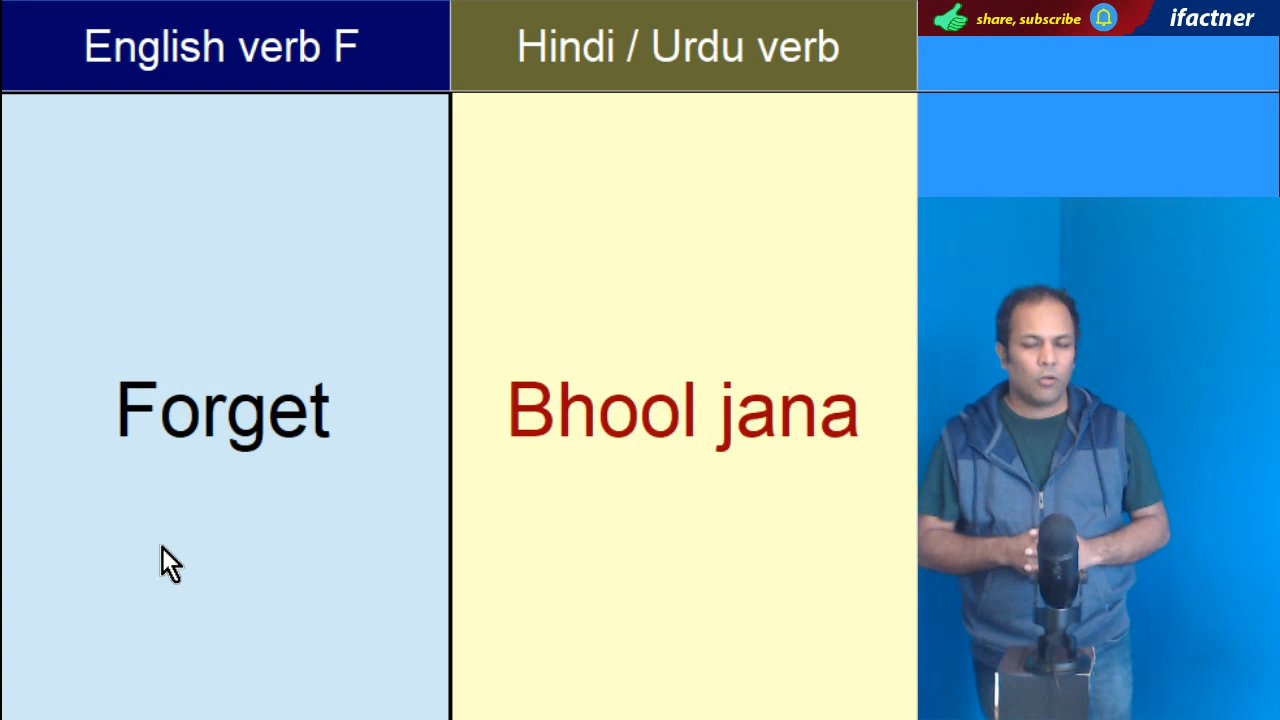 English verb F
Hindi / Urdu verb
share, subscribe
ifactner
Forget
Bhool jana